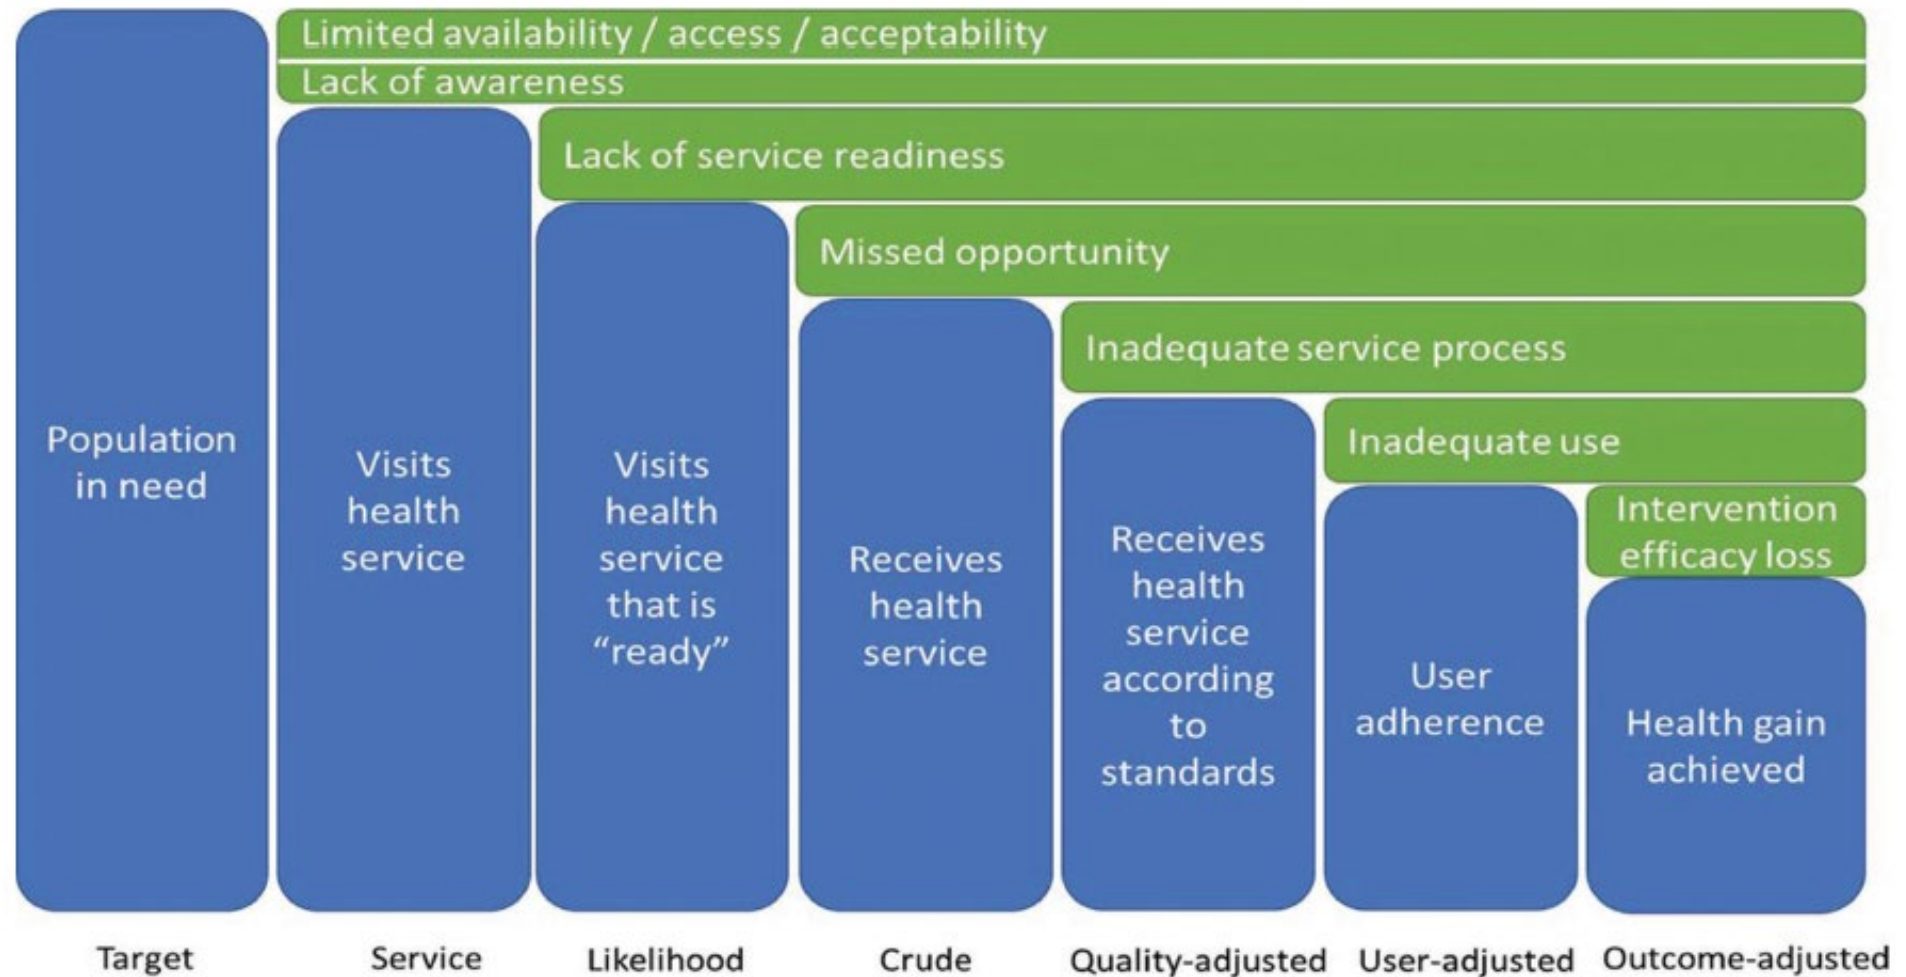 Limited availability / access / acceptability
Lack of awareness
Lack of service readiness
Missed opportunity
Inadequate service process
Inadequate use
Intervention
efficacy loss
Population
in need
Visits
health
service
Visits
health
service
that is
“ready”
Receives
health
service
Receives
health
service
according
to
standards
User
adherence
Health gain
achieved
Target
Service
Likelihood
Crude
Quality-adjusted
User-adjusted
Outcome-adjusted